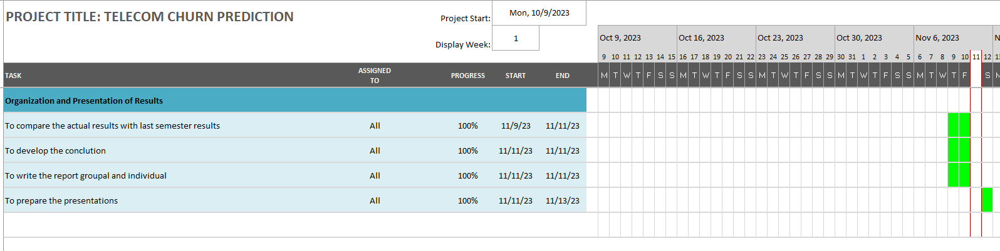 PROJECT TITLE: TELECOM CHURN PREDICTION
Project Start: Mon, 10/9/2023
Display Week: 1
Oct 9, 2023 Oct 16, 2023 Oct 23, 2023 Oct 30, 2023 Nov 6, 2023 N
9 10 11 12 13 14 15 16 17 18 19 20 21 22 23 24 25 26 27 28 29 30 31 1 2 3 4 5 6 7 8 9 10 11 12
TASK ASSIGNED TO PROGRESS START END M T W T F S S M T W T F S S M T W T F S S M T W T F S S M T W T F S
Organization and Presentation of Results
To compare the actual results with last semester results All 100% 11/9/23 11/11/23
To develop the conclution All 100% 11/11/23 11/11/23
To write the report groupal and individual All 100% 11/11/23 11/11/23
To prepare the presentations All 100% 11/11/23 11/13/23